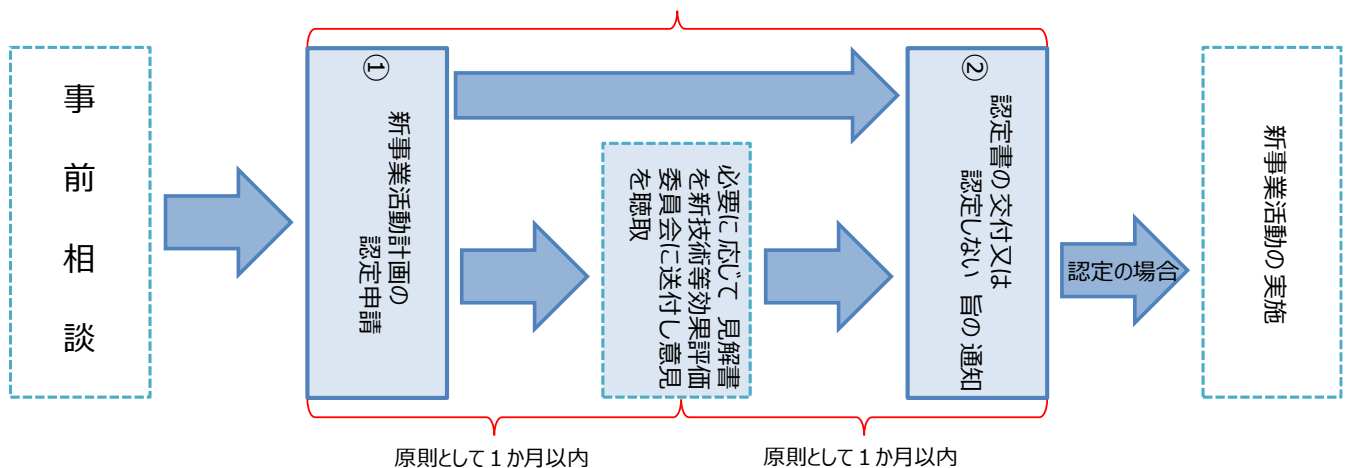 事前相談
①
新事業活動計画の
認定申請
必要に応じて 見解書
を新技術等効果評価
委員会に送付し意見
を聴取
②
認定書の交付又は
認定しない 旨の通知
認定の場合
新事業活動の実施
原則として１か月以内
原則として１か月以内